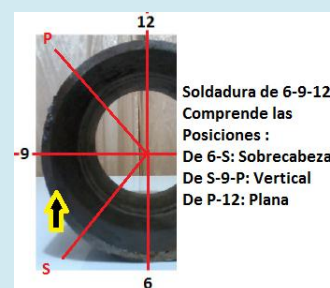 12
P
9
S
6
Soldadura de 6-9-12
Comprende las
Posiciones :
De 6-S: Sobrecabeza
De S-9-P: Vertical
De P-12: Plana